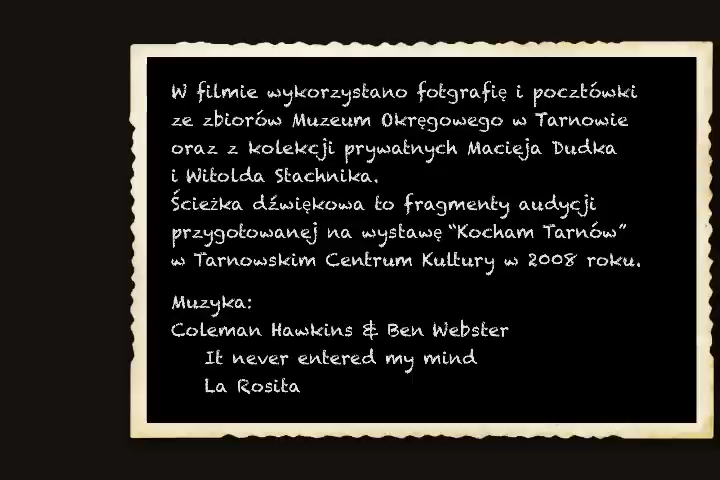 W filmie wykorzystano fotgrafię i pocztówki
ze zbiorów Muzeum Okręgowego w Tarnowie
oraz z kolekcji prywatnych Macieja Dudka
i Witolda Stachnika.
Ścieżka dźwiękowa to fragmenty audycji
przygotowanej na wystawę “Kocham Tarnów”
w Tarnowskim Centrum Kultury w 2008 roku.
Muzyka:
Coleman Hawkins & Ben Webster
It never entered my mind
La Rosita